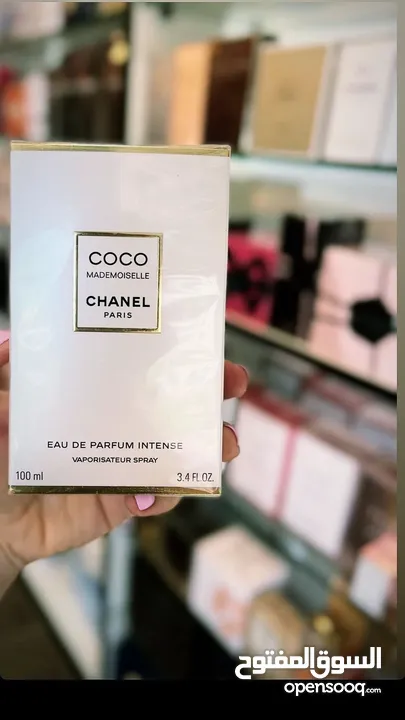 COCO
MADEMOISELLE
CHANEL
PARIS
EAU DE PARFUM INTENSE
VAPORISATEUR SPRAY
100 ml 3.4 FL.OZ.
السوق المفتوح
opensooq.com